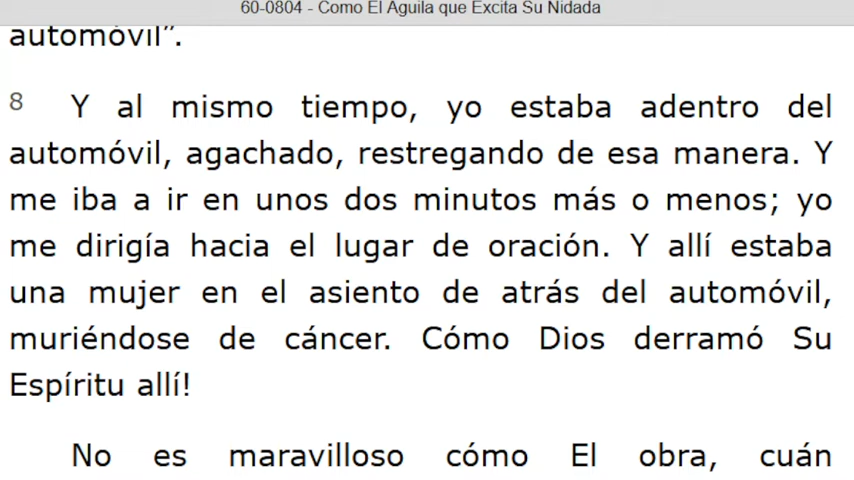 60-0804 - Como El Aguila que Excita Su Nidada
automóvil”.
8 Y al mismo tiempo, yo estaba adentro del
automóvil, agachado, restregando de esa manera. Y
me iba a ir en unos dos minutos más o menos; yo
me dirigía hacia el lugar de oración. Y allí estaba
una mujer en el asiento de atrás del automóvil,
muriéndose de cáncer. Cómo Dios derramó Su
Espíritu allí!
No es maravilloso cómo El obra, cuán